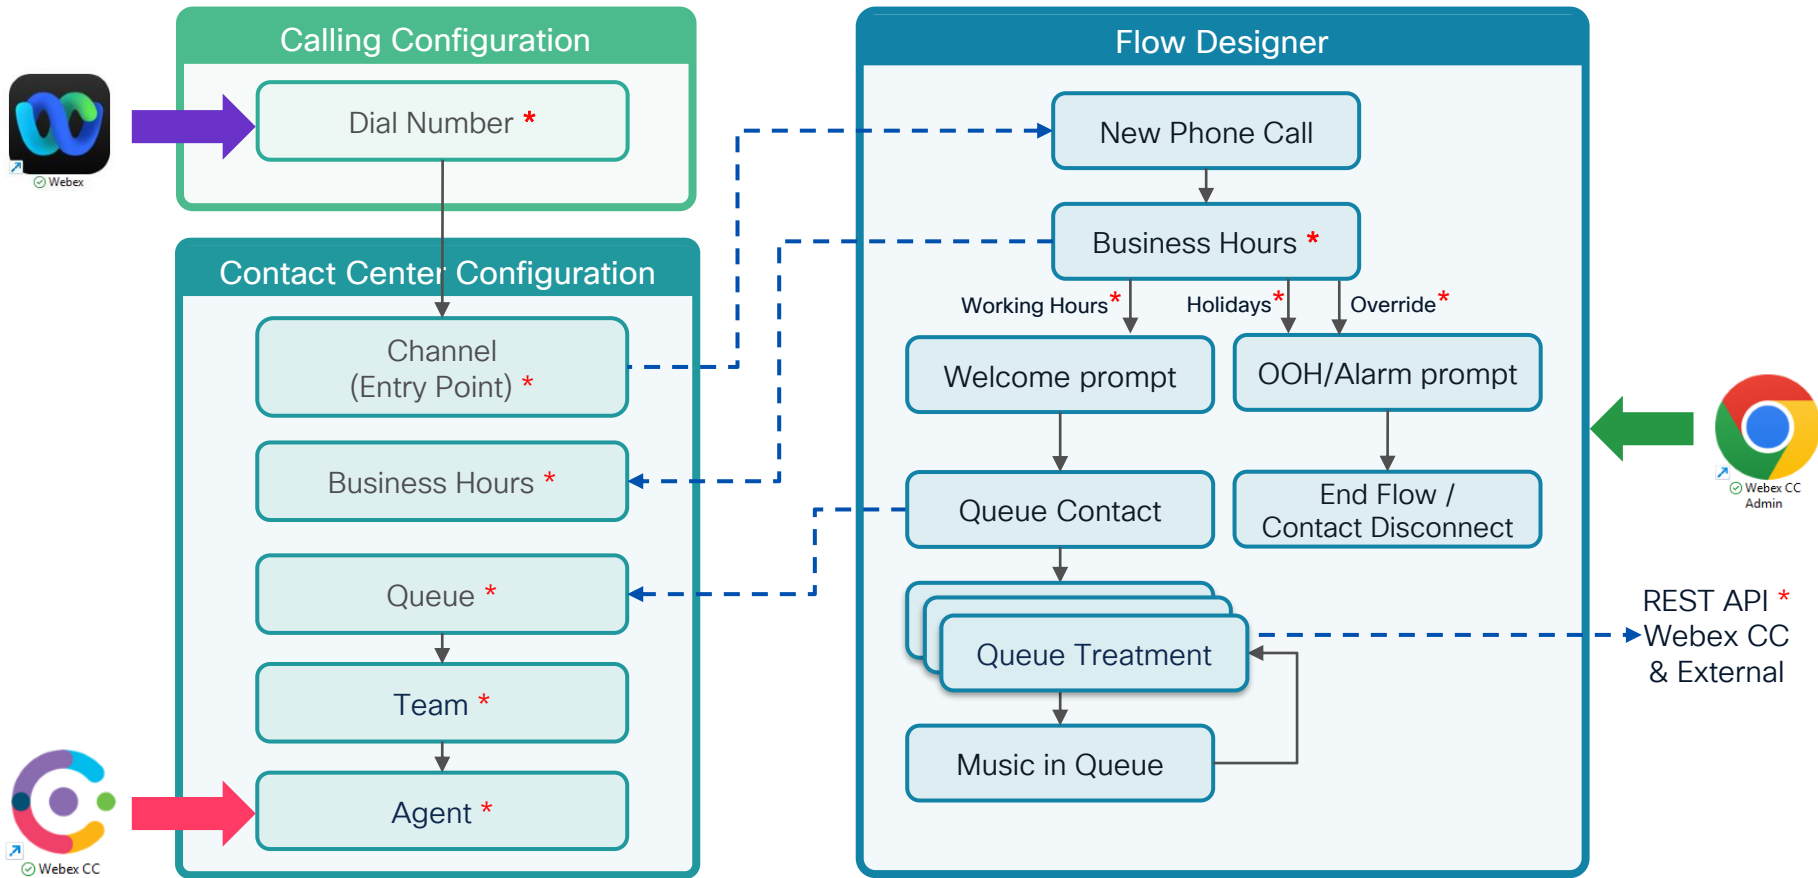 Calling Configuration
Dial Number *
Webex
Contact Center Configuration
Channel
(Entry Point) *
Business Hours *
Queue *
Team *
Agent *
Webex CC
Flow Designer
New Phone Call
Business Hours *
Working Hours*
Holidays*
Override*
Welcome prompt
OOH/Alarm prompt
Queue Contact
End Flow /
Contact Disconnect
Queue Treatment
Music in Queue
Webex CC
Admin
REST API *
Webex CC
& External